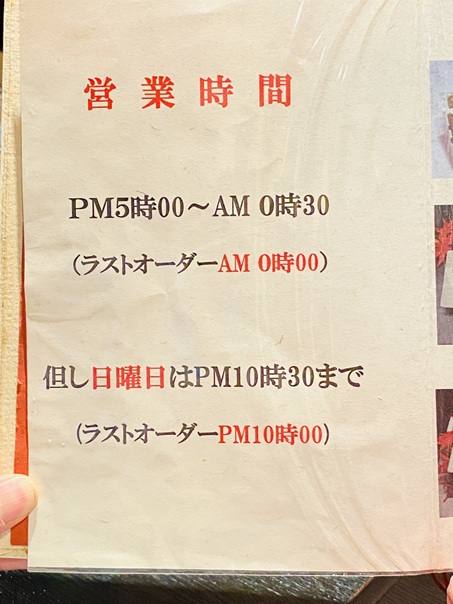 営業時間
PM5時00～AM 0時30
(ラストオーダーAM 0時00)
但し日曜日はPM10時30まで
(ラストオーダーPM10時00)